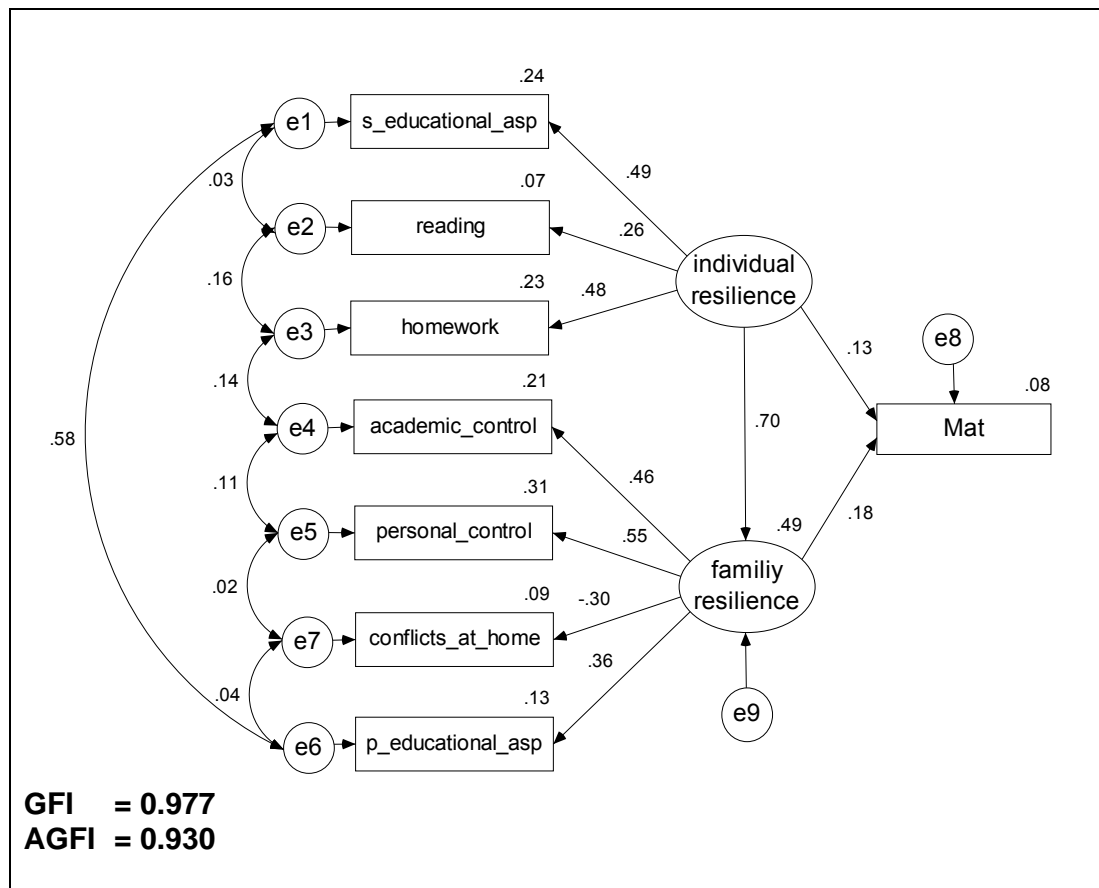 .24
e1
s_educational_asp
.03
.49
.07
e2
reading
.26
individual
resilience
.16
.23
.48
e3
homework
e8
.13
.14
.21
.08
e4
academic_control
Mat
.58
.70
.11
.31
.46
e5
personal_control
.49
.18
.55
familiy
resilience
.02
.09
-.30
e7
conflicts_at_home
.36
.04
.13
e9
e6
p_educational_asp
GFI = 0.977
AGFI = 0.930